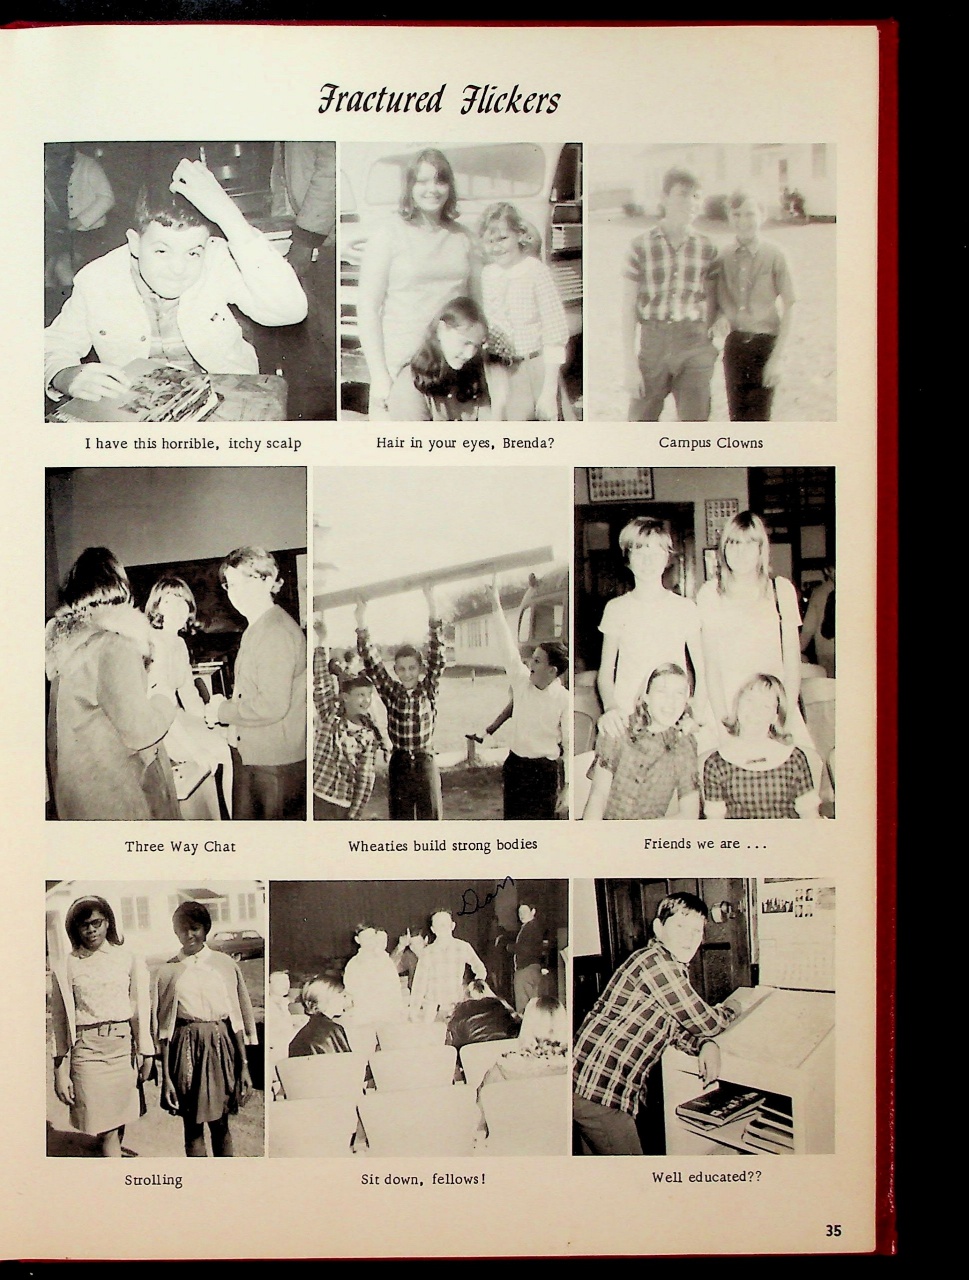 Fractured Flickers
I have this horrible, itchy scalp
Hair in your eyes, Brenda?
Campus Clowns
Three Way Chat
Wheaties build strong bodies
Friends we are ...
Dan
Strolling
Sit down, fellows!
Well educated??
35